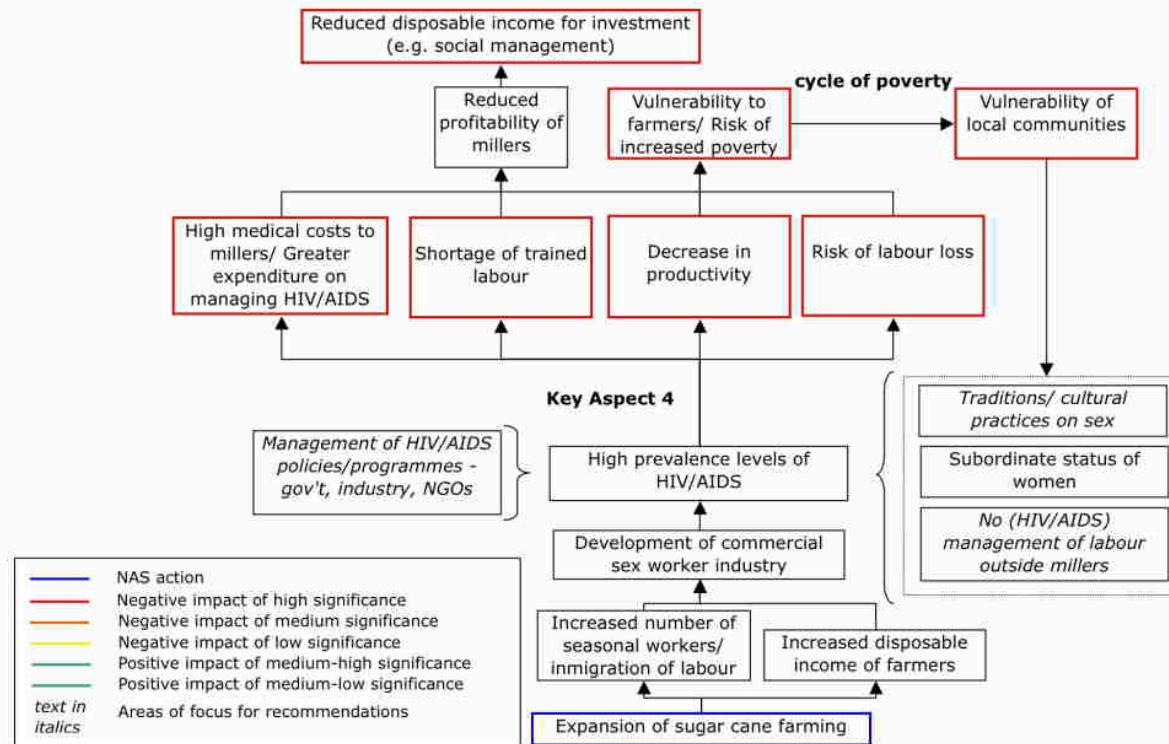 Reduced disposable income for investment
(e.g. social management)
cycle of poverty
Reduced
profitability of
millers
Vulnerability to
farmers/ Risk of
increased poverty
Vulnerability of
local communities
High medical costs to
millers/ Greater
expenditure on
managing HIV/AIDS
Shortage of trained
labour
Decrease in
productivity
Risk of labour loss
Key Aspect 4
Management of HIV/AIDS
policies/programmes -
gov't, industry, NGOs
High prevalence levels of
HIV/AIDS
Traditions/ cultural
practices on sex
Subordinate status of
women
No (HIV/AIDS)
management of labour
outside millers
Development of commercial
sex worker industry
Increased number of
seasonal workers/
inmigration of labour
Increased disposable
income of farmers
Expansion of sugar cane farming
NAS action
Negative impact of high significance
Negative impact of medium significance
Negative impact of low significance
Positive impact of medium-high significance
Positive impact of medium-low significance
text in
italics
Areas of focus for recommendations